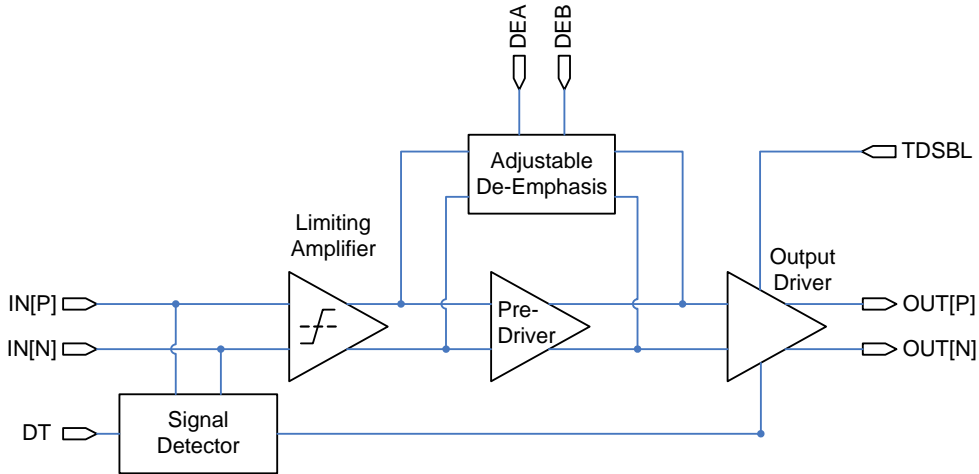 DEA
DEB
Adjustable
De-Emphasis
TDSBL
Limiting
Amplifier
Output
Driver
IN[P]
OUT[P]
Pre-
Driver
IN[N]
OUT[N]
DT
Signal
Detector